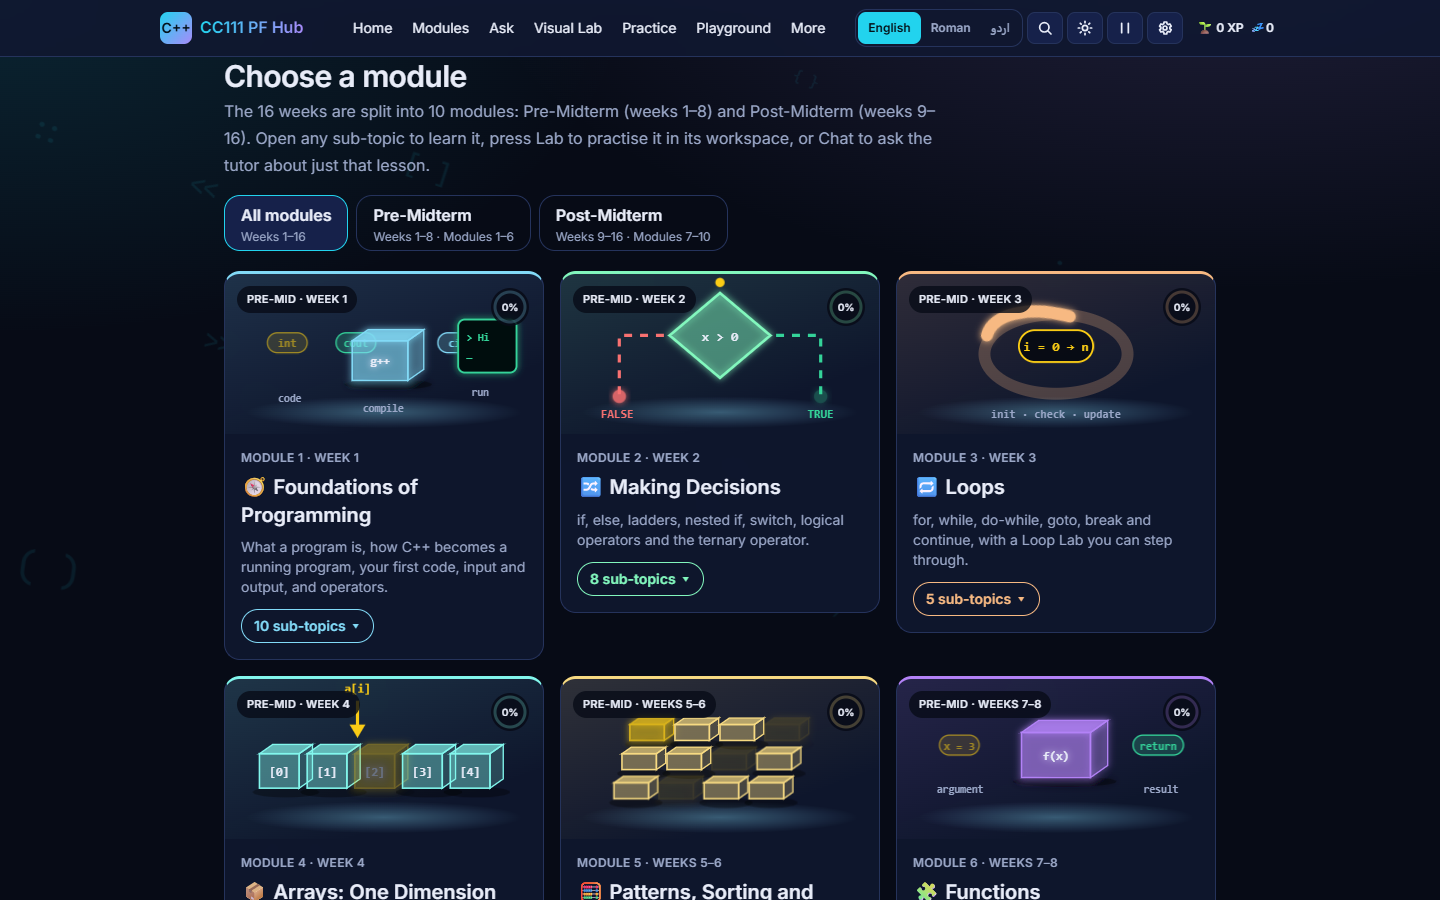 C++ CC111 PF Hub Home Modules Ask Visual Lab Practice Playground More English Roman اردو 0 XP 0
Choose a module
The 16 weeks are split into 10 modules: Pre-Midterm (weeks 1–8) and Post-Midterm (weeks 9–
16). Open any sub-topic to learn it, press Lab to practise it in its workspace, or Chat to ask the
tutor about just that lesson.
All modules
Weeks 1–16
Pre-Midterm
Weeks 1–8 · Modules 1–6
Post-Midterm
Weeks 9–16 · Modules 7–10
PRE-MID · WEEK 1
0%
int
g++
> Hi
_
code
compile
run
MODULE 1 · WEEK 1
Foundations of
Programming
What a program is, how C++ becomes a
running program, your first code, input and
output, and operators.
10 sub-topics
PRE-MID · WEEK 2
0%
x > 0
FALSE
TRUE
MODULE 2 · WEEK 2
Making Decisions
if, else, ladders, nested if, switch, logical
operators and the ternary operator.
8 sub-topics
PRE-MID · WEEK 3
0%
i = 0 → n
init · check · update
MODULE 3 · WEEK 3
Loops
for, while, do-while, goto, break and
continue, with a Loop Lab you can step
through.
5 sub-topics
PRE-MID · WEEK 4
0%
a[i]
[0] [1] [2] [3] [4]
MODULE 4 · WEEK 4
Arrays: One Dimension
PRE-MID · WEEKS 5–6
0%
MODULE 5 · WEEKS 5–6
Patterns, Sorting and
PRE-MID · WEEKS 7–8
0%
x = 3
f(x)
return
argument
result
MODULE 6 · WEEKS 7–8
Functions